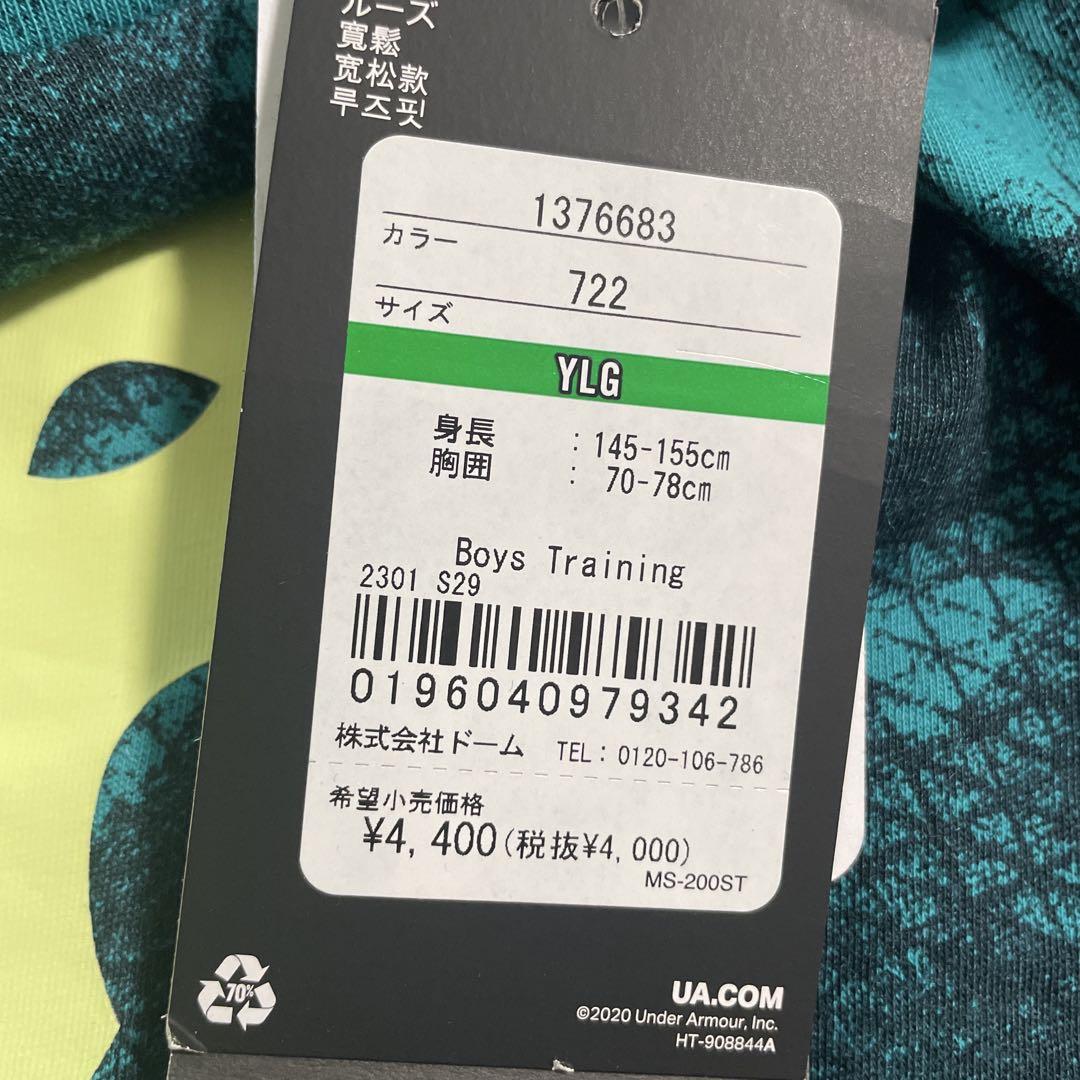 ルーズ
寬鬆
宽松款
루즈핏
1376683
カラー
722
サイズ
YLG
身長 : 145-155cm
胸囲 : 70-78cm
Boys Training
2301 S29
0196040979342
株式会社ドーム TEL: 0120-106-786
希望小売価格
¥4,400(税抜¥4,000)
MS-200ST
70%
UA.COM
©2020 Under Armour, Inc.
HT-908844A